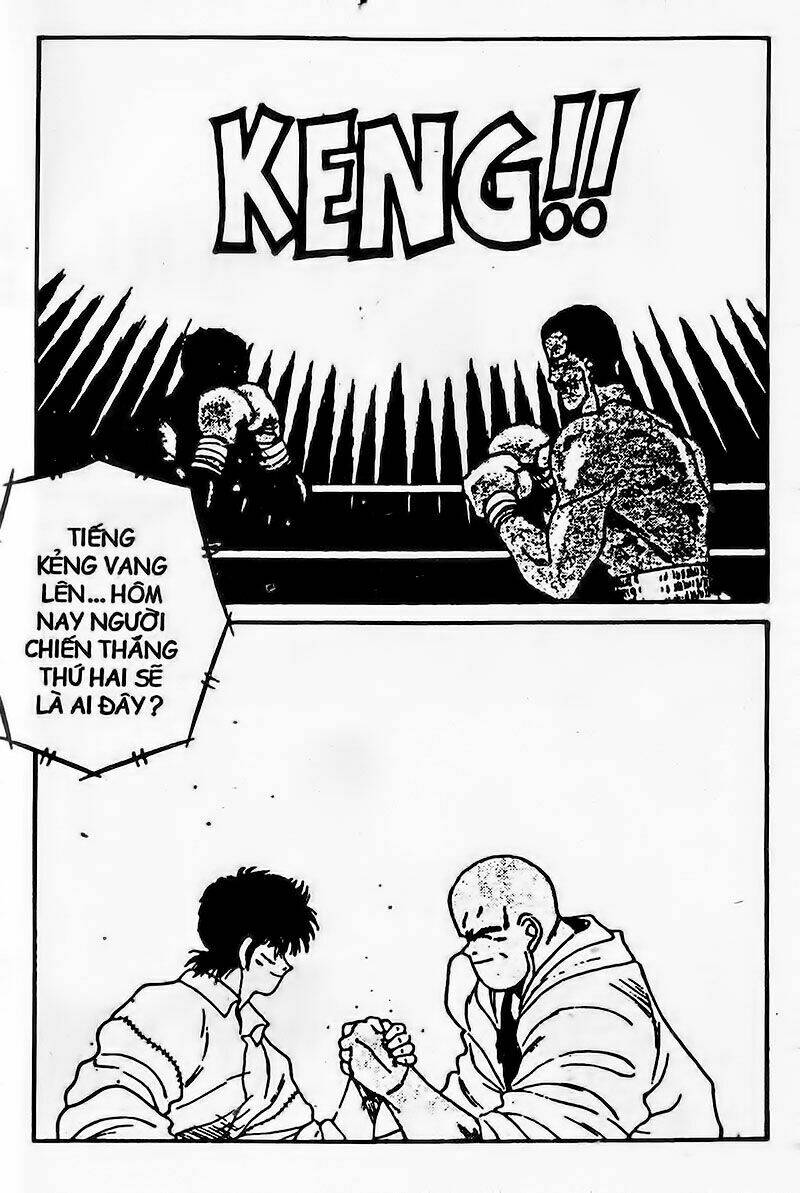 KENG!!
TIẾNG
KẺNG VANG
LÊN... HÔM
NAY NGƯỜI
CHIẾN THẮNG
THỨ HAI SẼ
LÀ AI ĐÂY?